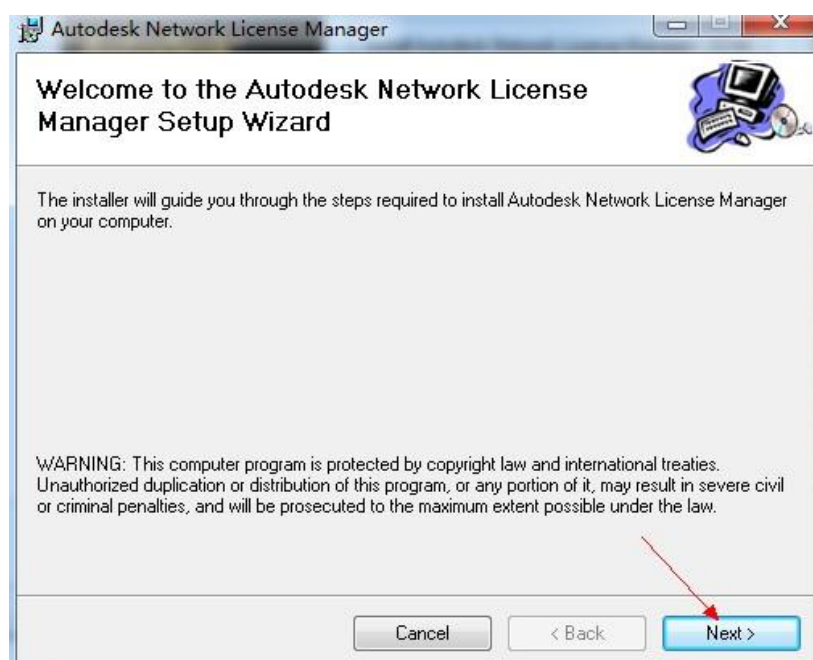 Autodesk Network License Manager
Welcome to the Autodesk Network License
Manager Setup Wizard
The installer will guide you through the steps required to install Autodesk Network License Manager
on your computer.
WARNING: This computer program is protected by copyright law and international treaties.
Unauthorized duplication or distribution of this program, or any portion of it, may result in severe civil
or criminal penalties, and will be prosecuted to the maximum extent possible under the law.
Cancel
< Back
Next >